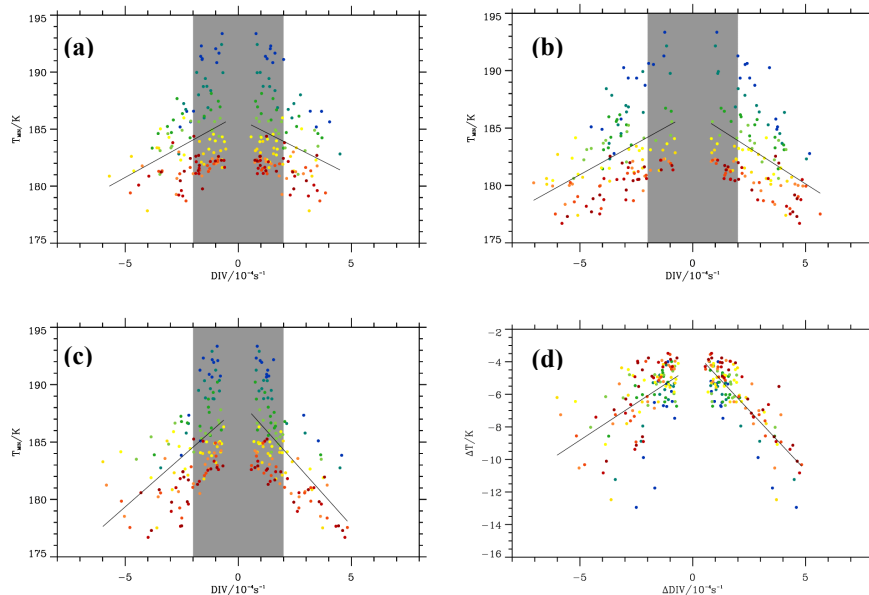 (a)
195
190
185
180
175
T_MIN/K
−5 0 5
DIV/10⁻⁴s⁻¹
(b)
195
190
185
180
175
T_MIN/K
−5 0 5
DIV/10⁻⁴s⁻¹
(c)
195
190
185
180
175
T_MIN/K
−5 0 5
DIV/10⁻⁴s⁻¹
(d)
−2
−4
−6
−8
−10
−12
−14
−16
ΔT/K
−5 0 5
ΔDIV/10⁻⁴s⁻¹